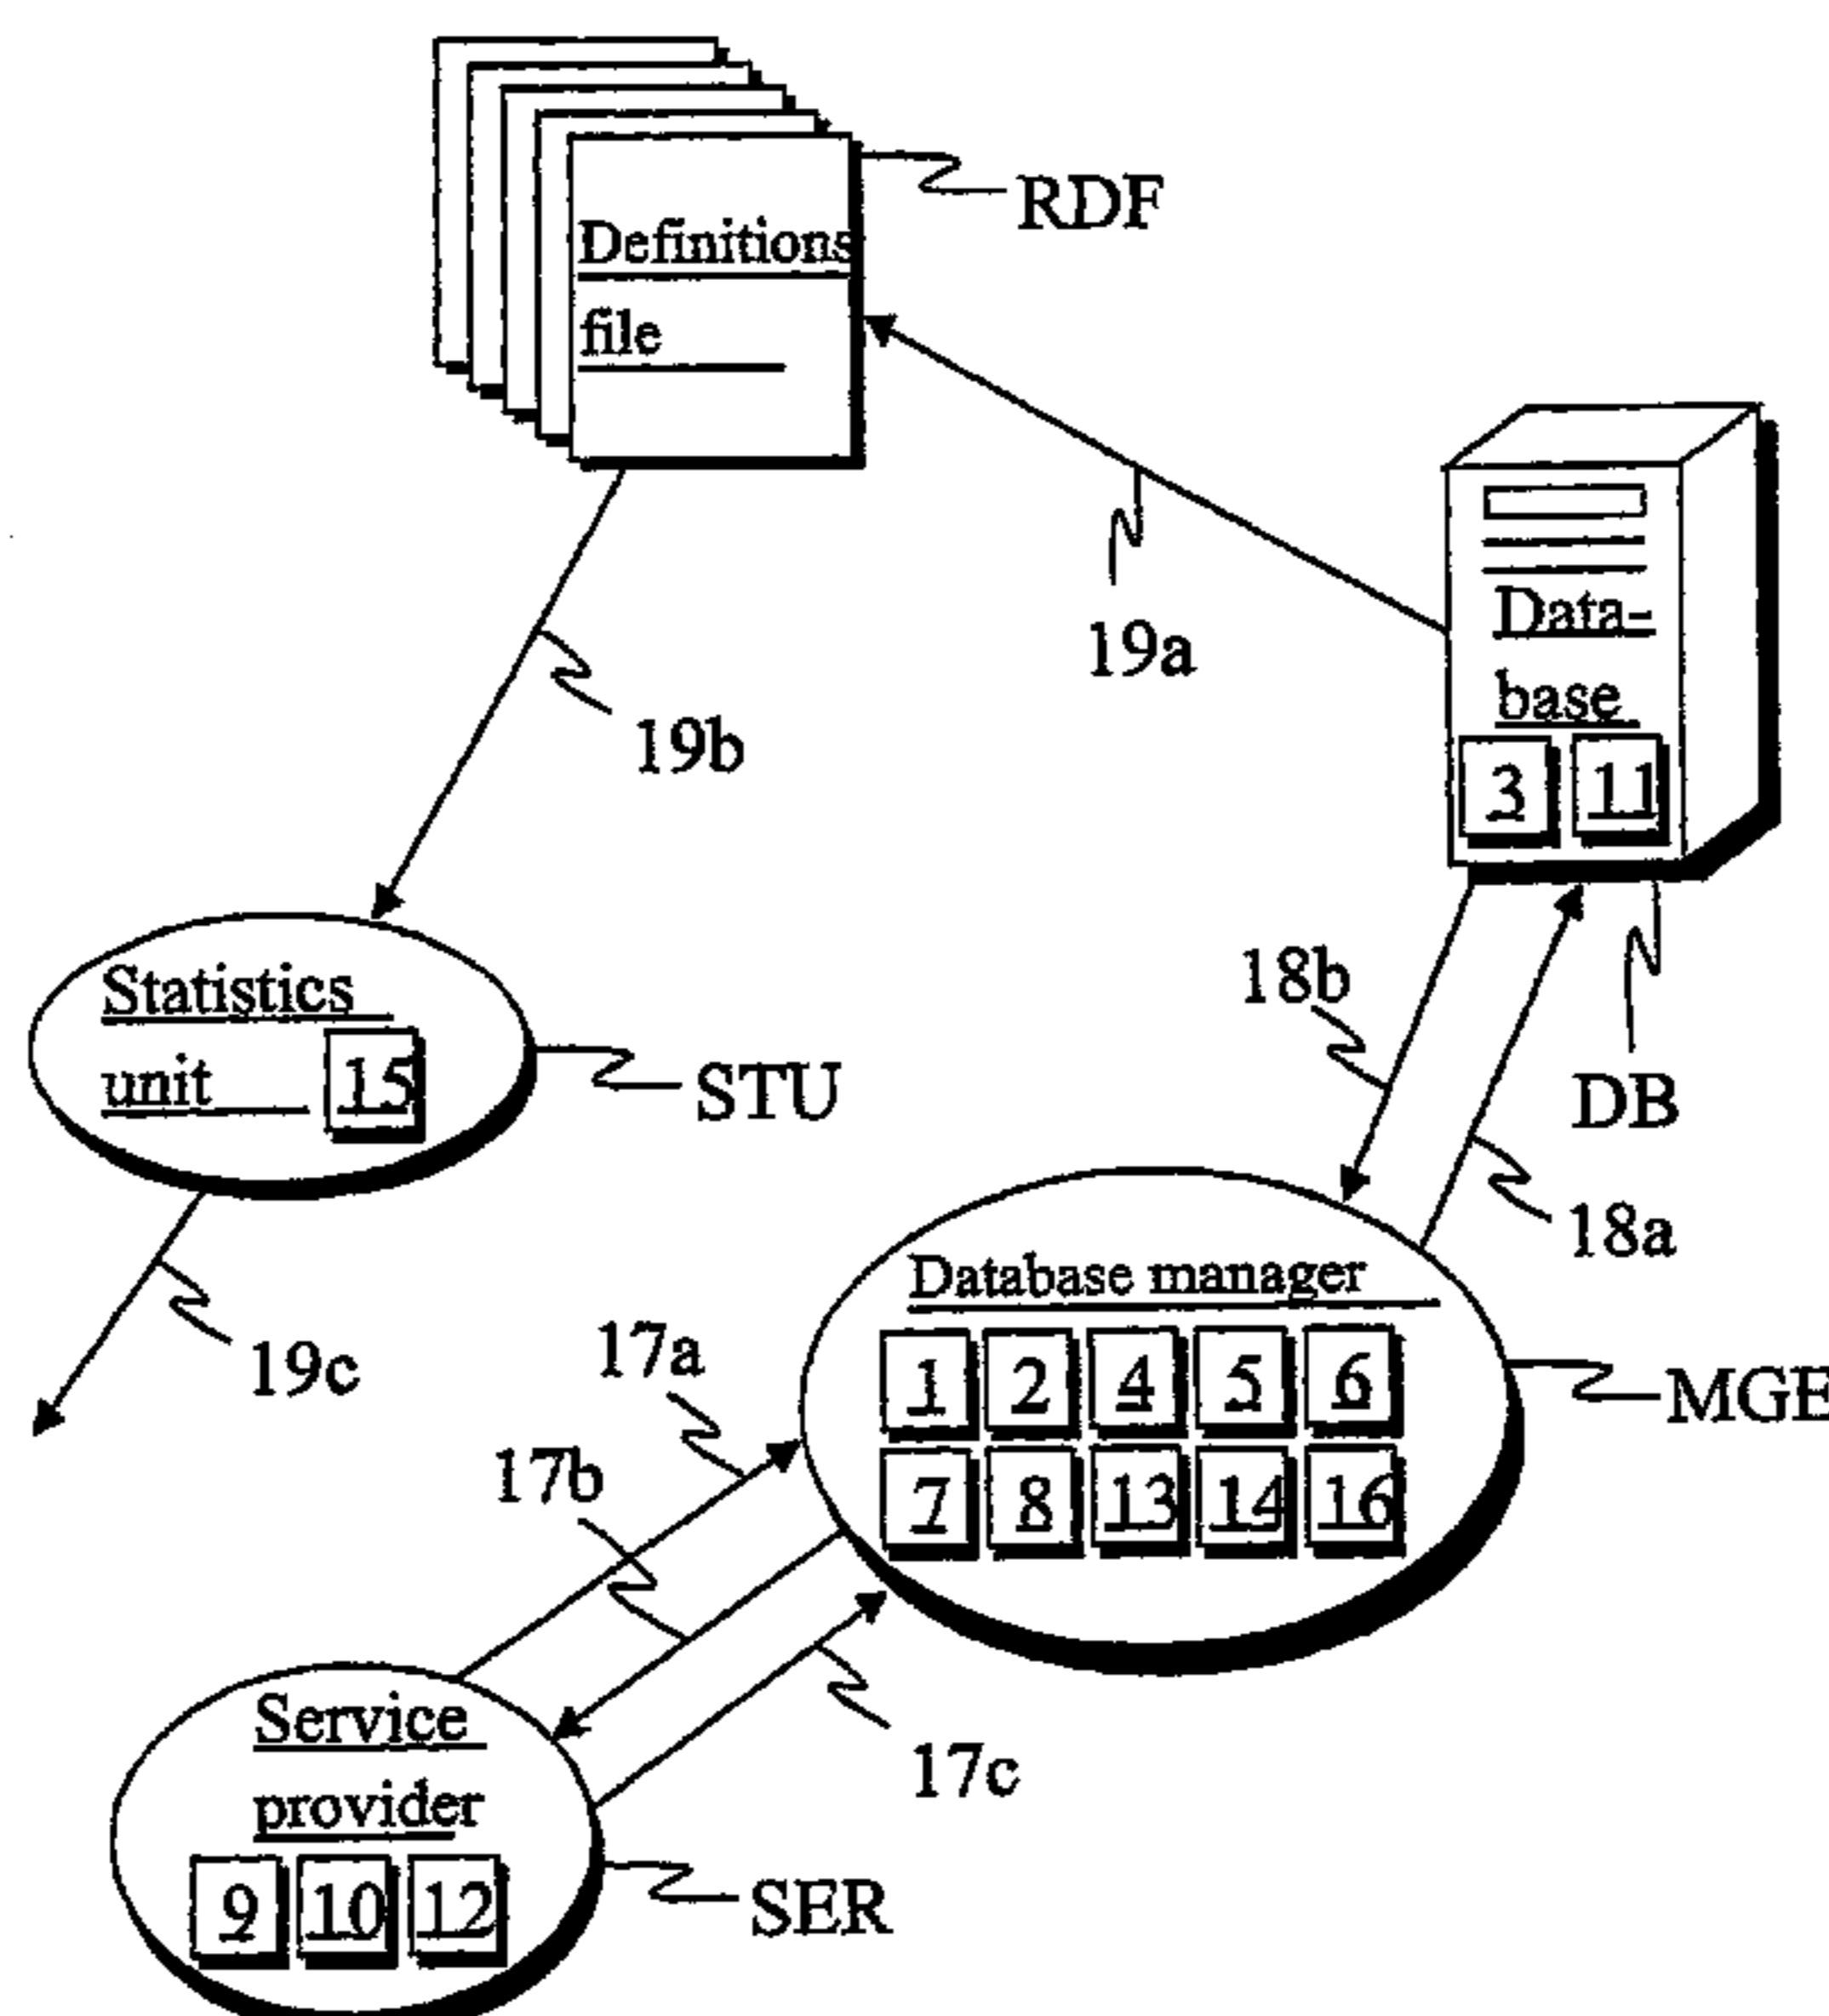 RDF
Definitions
file
19a
Data-
base
3 11
19b
Statistics
unit 15
STU
18b
DB
18a
Database manager
1 2 4 5 6
7 8 13 14 16
MGE
19c
17a
17b
17c
Service
provider
9 10 12
SER